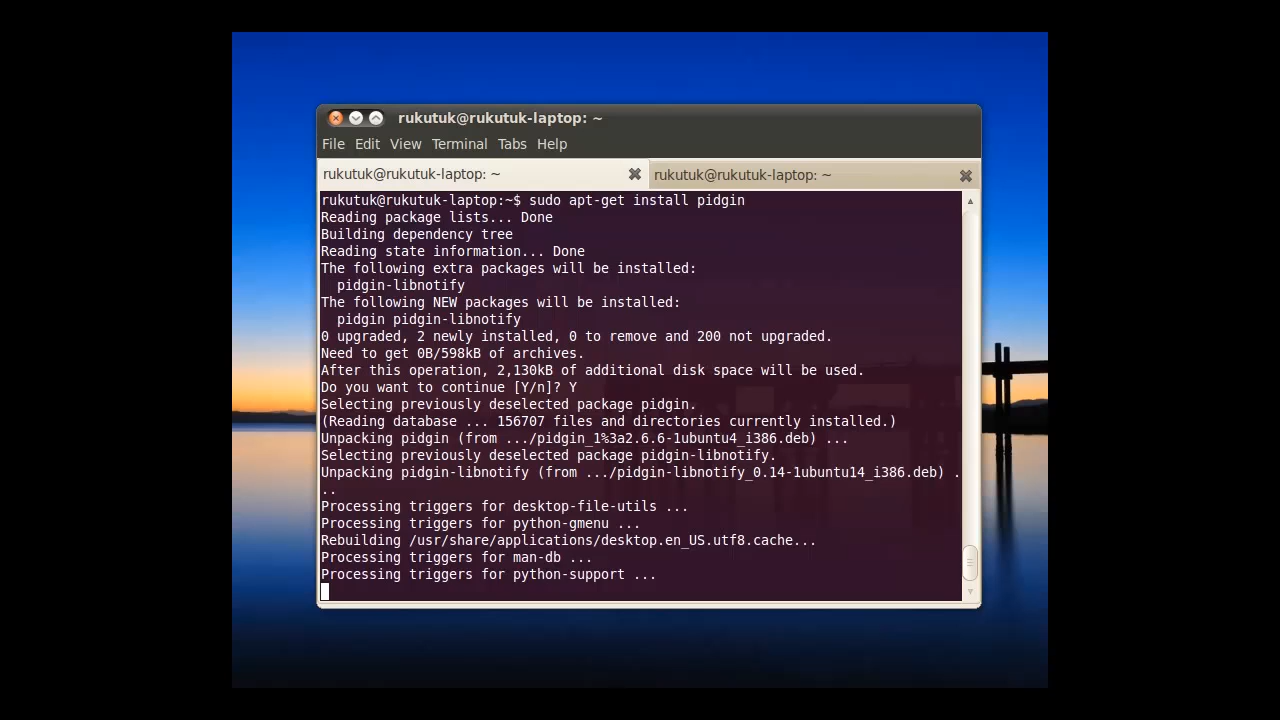 rukutuk@rukutuk-laptop: ~
File Edit View Terminal Tabs Help
rukutuk@rukutuk-laptop: ~ rukutuk@rukutuk-laptop: ~
rukutuk@rukutuk-laptop:~$ sudo apt-get install pidgin
Reading package lists... Done
Building dependency tree
Reading state information... Done
The following extra packages will be installed:
  pidgin-libnotify
The following NEW packages will be installed:
  pidgin pidgin-libnotify
0 upgraded, 2 newly installed, 0 to remove and 200 not upgraded.
Need to get 0B/598kB of archives.
After this operation, 2,130kB of additional disk space will be used.
Do you want to continue [Y/n]? Y
Selecting previously deselected package pidgin.
(Reading database ... 156707 files and directories currently installed.)
Unpacking pidgin (from .../pidgin_1%3a2.6.6-1ubuntu4_i386.deb) ...
Selecting previously deselected package pidgin-libnotify.
Unpacking pidgin-libnotify (from .../pidgin-libnotify_0.14-1ubuntu14_i386.deb) .
..
Processing triggers for desktop-file-utils ...
Processing triggers for python-gmenu ...
Rebuilding /usr/share/applications/desktop.en_US.utf8.cache...
Processing triggers for man-db ...
Processing triggers for python-support ...